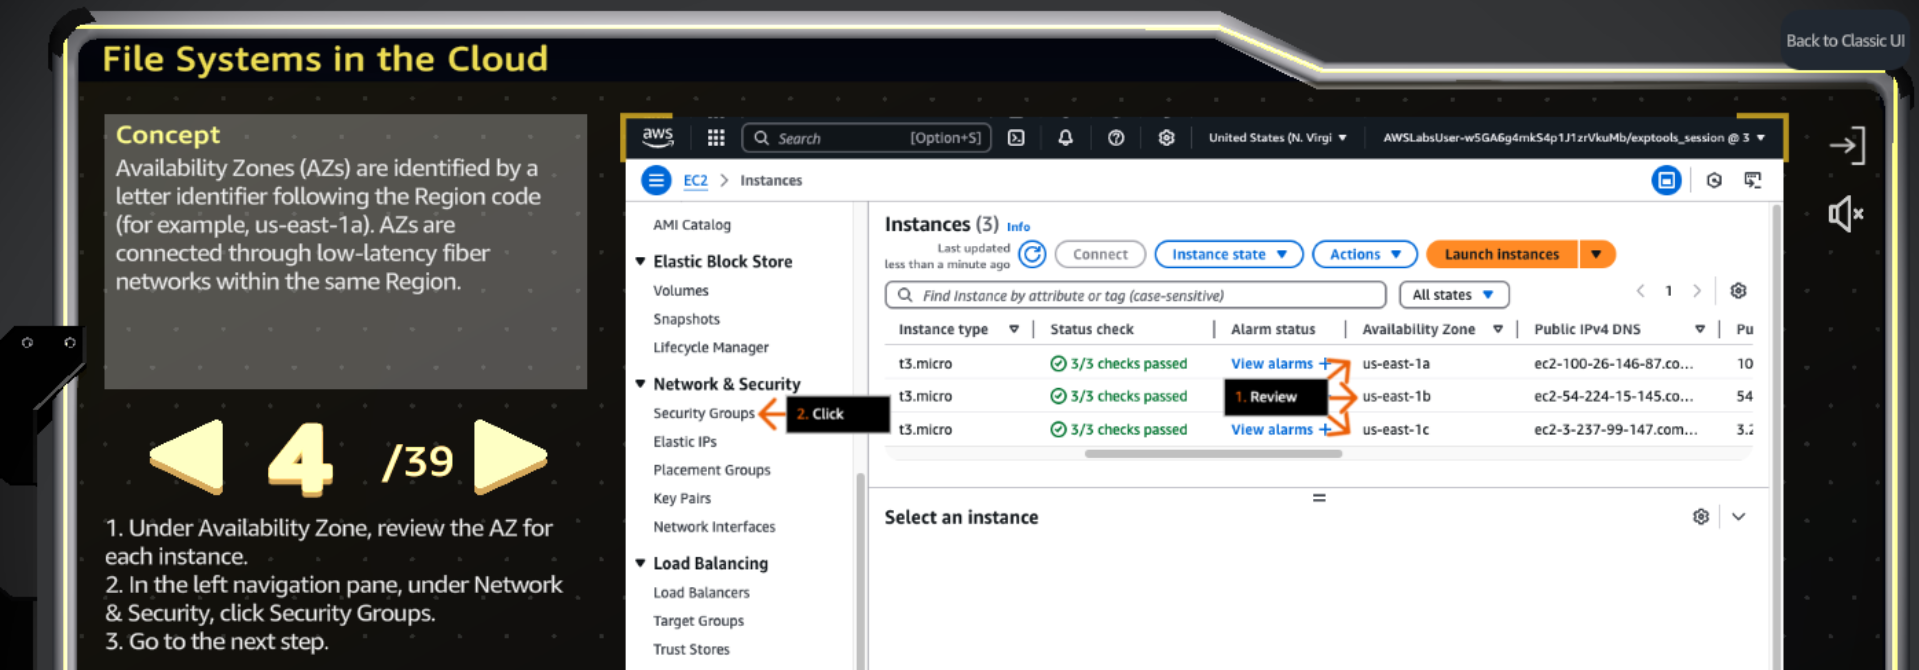 Back to Classic UI
File Systems in the Cloud
Concept
Availability Zones (AZs) are identified by a
letter identifier following the Region code
(for example, us-east-1a). AZs are
connected through low-latency fiber
networks within the same Region.
4 /39
1. Under Availability Zone, review the AZ for
each instance.
2. In the left navigation pane, under Network
& Security, click Security Groups.
3. Go to the next step.
aws Search [Option+S] United States (N. Virgi AWSLabsUser-w5GA6g4mkS4p1J1zrVkuMb/exptools_session @ 3
EC2 > Instances
AMI Catalog
Elastic Block Store
Volumes
Snapshots
Lifecycle Manager
Network & Security
Security Groups
2. Click
Elastic IPs
Placement Groups
Key Pairs
Network Interfaces
Load Balancing
Load Balancers
Target Groups
Trust Stores
Instances (3) Info
Last updated
less than a minute ago
Connect Instance state Actions Launch instances
Find Instance by attribute or tag (case-sensitive) All states 1
Instance type Status check Alarm status Availability Zone Public IPv4 DNS Pu
t3.micro 3/3 checks passed View alarms + us-east-1a ec2-100-26-146-87.co... 10
t3.micro 3/3 checks passed 1. Review us-east-1b ec2-54-224-15-145.co... 54
t3.micro 3/3 checks passed View alarms + us-east-1c ec2-3-237-99-147.com... 3.2
Select an instance